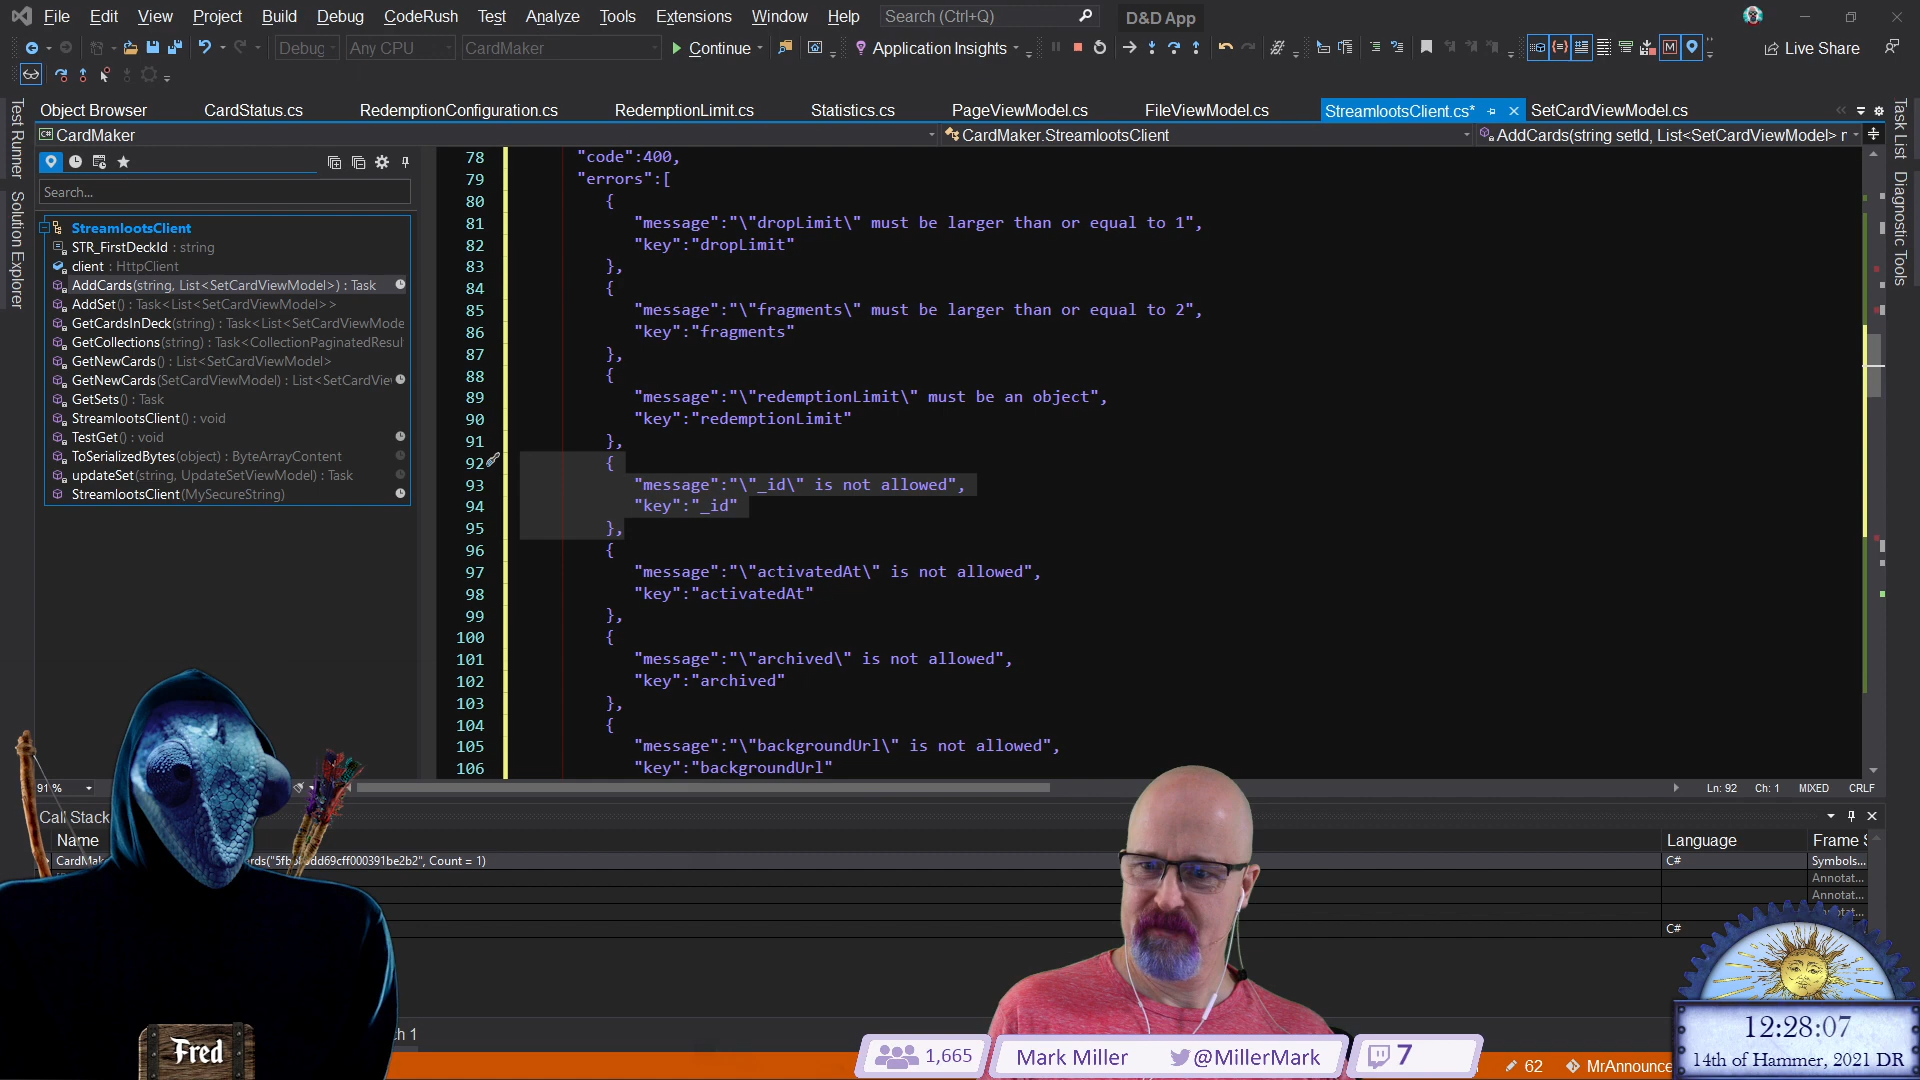 File Edit View Project Build Debug CodeRush Test Analyze Tools Extensions Window Help Search (Ctrl+Q) D&D App
Debug Any CPU CardMaker Continue Application Insights Live Share
Object Browser CardStatus.cs RedemptionConfiguration.cs RedemptionLimit.cs Statistics.cs PageViewModel.cs FileViewModel.cs StreamlootsClient.cs* SetCardViewModel.cs
CardMaker CardMaker.StreamlootsClient AddCards(string setId, List<SetCardViewModel> r
Test Runner
Solution Explorer
Task List
Diagnostic Tools
Search...
StreamlootsClient
STR_FirstDeckId : string
client : HttpClient
AddCards(string, List<SetCardViewModel>) : Task
AddSet() : Task<List<SetCardViewModel>>
GetCardsInDeck(string) : Task<List<SetCardViewMode
GetCollections(string) : Task<CollectionPaginatedResul
GetNewCards() : List<SetCardViewModel>
GetNewCards(SetCardViewModel) : List<SetCardVie
GetSets() : Task
StreamlootsClient() : void
TestGet() : void
ToSerializedBytes(object) : ByteArrayContent
updateSet(string, UpdateSetViewModel) : Task
StreamlootsClient(MySecureString)
78 "code":400,
79 "errors":[
80 {
81 "message":"\"dropLimit\" must be larger than or equal to 1",
82 "key":"dropLimit"
83 },
84 {
85 "message":"\"fragments\" must be larger than or equal to 2",
86 "key":"fragments"
87 },
88 {
89 "message":"\"redemptionLimit\" must be an object",
90 "key":"redemptionLimit"
91 },
92 {
93 "message":"\"_id\" is not allowed",
94 "key":"_id"
95 },
96 {
97 "message":"\"activatedAt\" is not allowed",
98 "key":"activatedAt"
99 },
100 {
101 "message":"\"archived\" is not allowed",
102 "key":"archived"
103 },
104 {
105 "message":"\"backgroundUrl\" is not allowed",
106 "key":"backgroundUrl"
91 % Ln: 92 Ch: 1 MIXED CRLF
Call Stack
Name Language Frame S
CardMak Count = 1) C# Symbols...
Annotat...
Annotat...
C#
ch 1
Fred
1,665 Mark Miller @MillerMark 7
62 MrAnnounce
12:28:07
14th of Hammer, 2021 DR